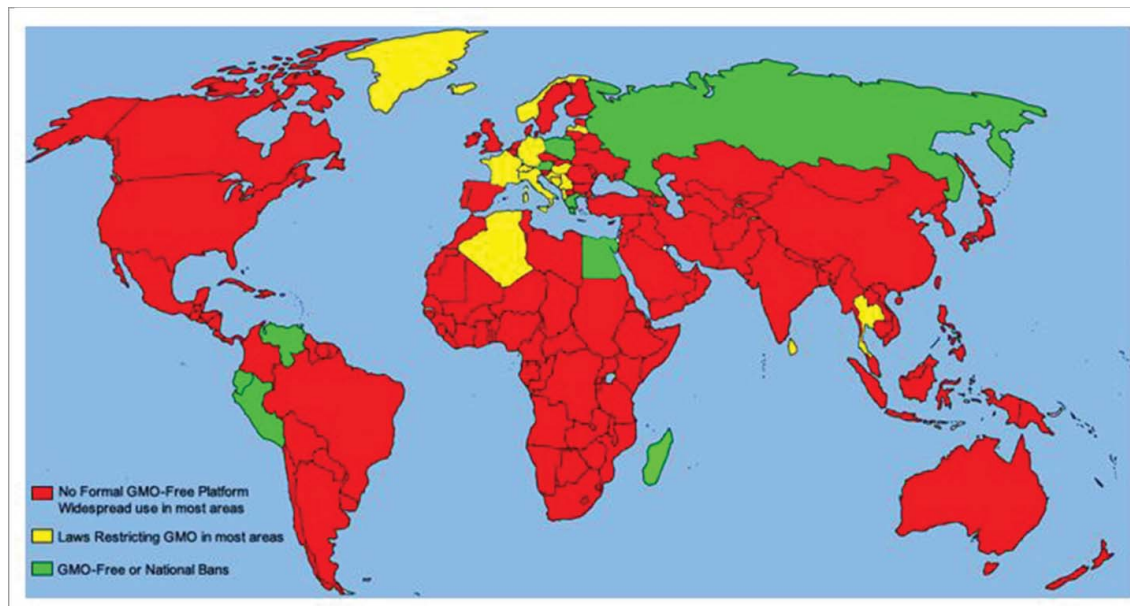 No Formal GMO-Free Platform
Widespread use in most areas
Laws Restricting GMO in most areas
GMO-Free or National Bans